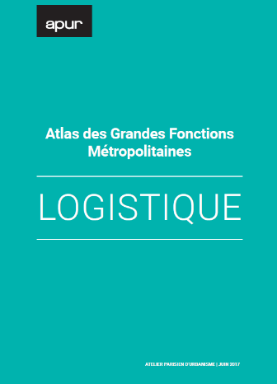 apur
Atlas des Grandes Fonctions
Métropolitaines
LOGISTIQUE
ATELIER PARISIEN D'URBANISME | JUIN 2017